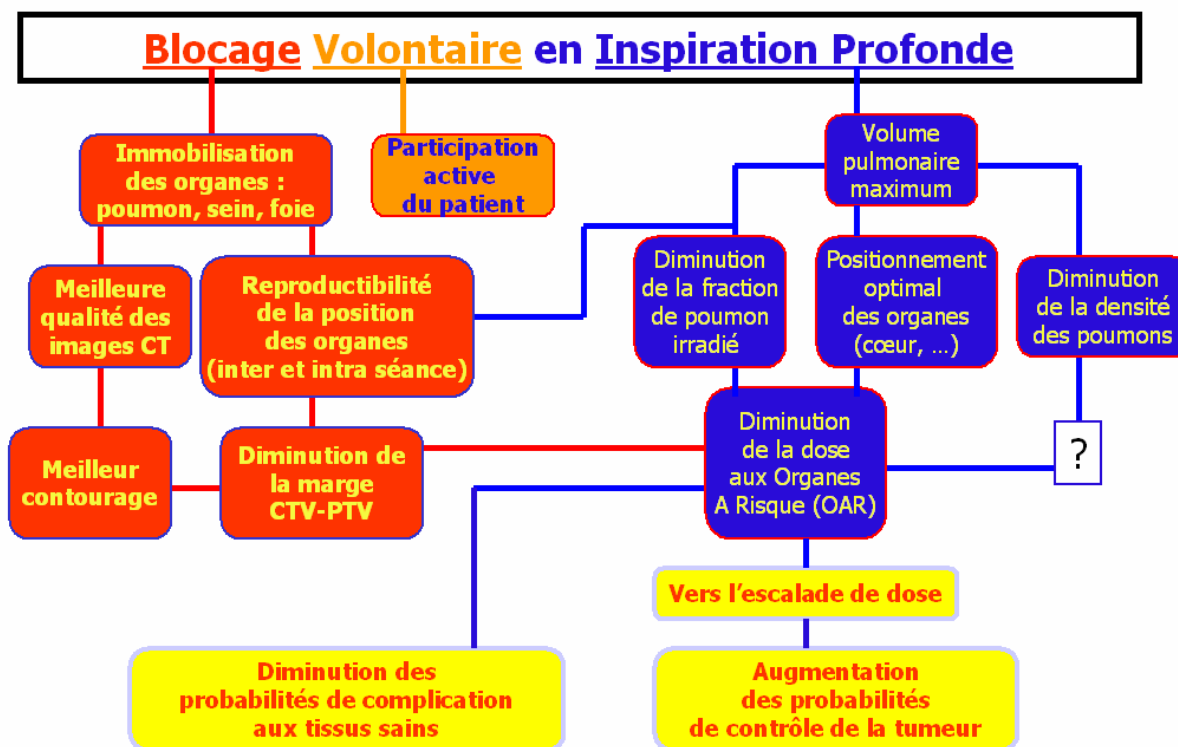 Blocage Volontaire en Inspiration Profonde
Immobilisation
des organes :
poumon, sein, foie
Participation
active
du patient
Volume
pulmonaire
maximum
Meilleure
qualité des
images CT
Reproductibilité
de la position
des organes
(inter et intra séance)
Diminution
de la fraction
de poumon
irradié
Positionnement
optimal
des organes
(cœur, ...)
Diminution
de la densité
des poumons
Meilleur
contourage
Diminution de
la marge
CTV-PTV
Diminution
de la dose
aux Organes
A Risque (OAR)
?
Vers l'escalade de dose
Diminution des
probabilités de complication
aux tissus sains
Augmentation
des probabilités
de contrôle de la tumeur